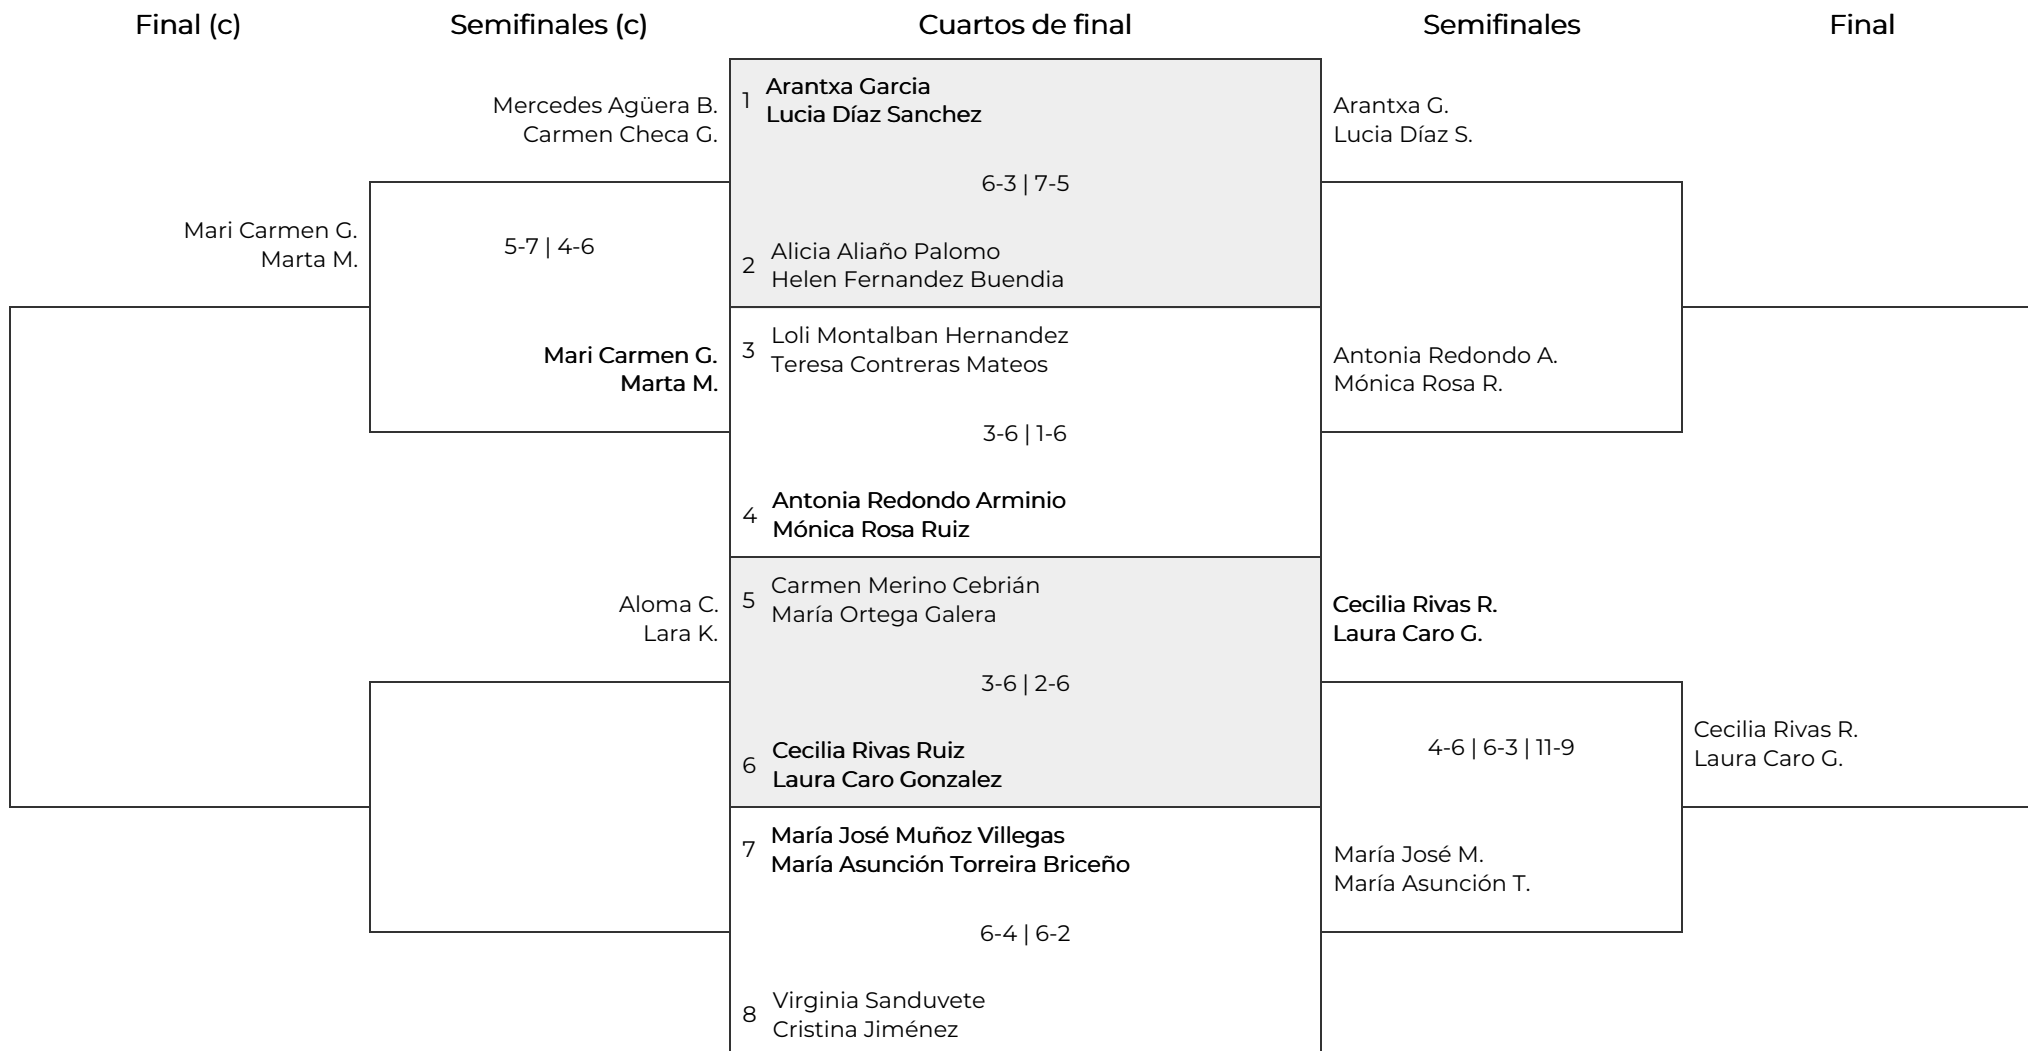 Final (c)
Semifinales (c)
Cuartos de final
Semifinales
Final
Mari Carmen G.
Marta M.
Mercedes Agüera B.
Carmen Checa G.
5-7 | 4-6
Mari Carmen G.
Marta M.
Aloma C.
Lara K.
1
Arantxa Garcia
Lucia Díaz Sanchez
6-3 | 7-5
2
Alicia Aliaño Palomo
Helen Fernandez Buendia
3
Loli Montalban Hernandez
Teresa Contreras Mateos
3-6 | 1-6
4
Antonia Redondo Arminio
Mónica Rosa Ruiz
5
Carmen Merino Cebrián
María Ortega Galera
3-6 | 2-6
6
Cecilia Rivas Ruiz
Laura Caro Gonzalez
7
María José Muñoz Villegas
María Asunción Torreira Briceño
6-4 | 6-2
8
Virginia Sanduvete
Cristina Jiménez
Arantxa G.
Lucia Díaz S.
Antonia Redondo A.
Mónica Rosa R.
Cecilia Rivas R.
Laura Caro G.
4-6 | 6-3 | 11-9
María José M.
María Asunción T.
Cecilia Rivas R.
Laura Caro G.